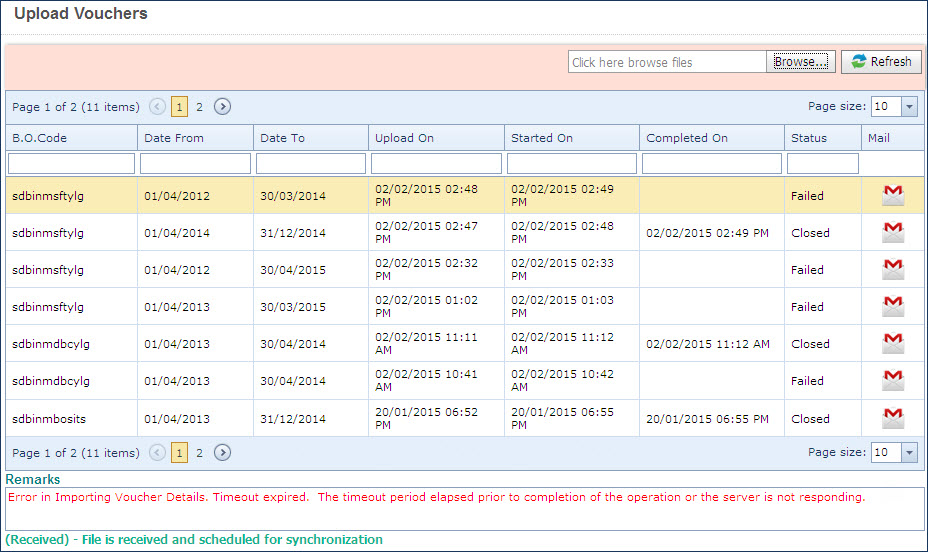 Upload Vouchers
Click here browse files Browse... Refresh
Page 1 of 2 (11 items) 1 2 Page size: 10
B.O.Code Date From Date To Upload On Started On Completed On Status Mail
sdbinmsftylg 01/04/2012 30/03/2014 02/02/2015 02:48 PM 02/02/2015 02:49 PM Failed
sdbinmsftylg 01/04/2014 31/12/2014 02/02/2015 02:47 PM 02/02/2015 02:48 PM 02/02/2015 02:49 PM Closed
sdbinmsftylg 01/04/2012 30/04/2015 02/02/2015 02:32 PM 02/02/2015 02:33 PM Failed
sdbinmsftylg 01/04/2013 30/03/2015 02/02/2015 01:02 PM 02/02/2015 01:03 PM Failed
sdbinmdbcylg 01/04/2013 30/04/2014 02/02/2015 11:11 AM 02/02/2015 11:12 AM 02/02/2015 11:12 AM Closed
sdbinmdbcylg 01/04/2013 30/04/2014 02/02/2015 10:41 AM 02/02/2015 10:42 AM Failed
sdbinmbosits 01/04/2013 31/12/2014 20/01/2015 06:52 PM 20/01/2015 06:55 PM 20/01/2015 06:55 PM Closed
Page 1 of 2 (11 items) 1 2 Page size: 10
Remarks
Error in Importing Voucher Details. Timeout expired.  The timeout period elapsed prior to completion of the operation or the server is not responding.
(Received) - File is received and scheduled for synchronization